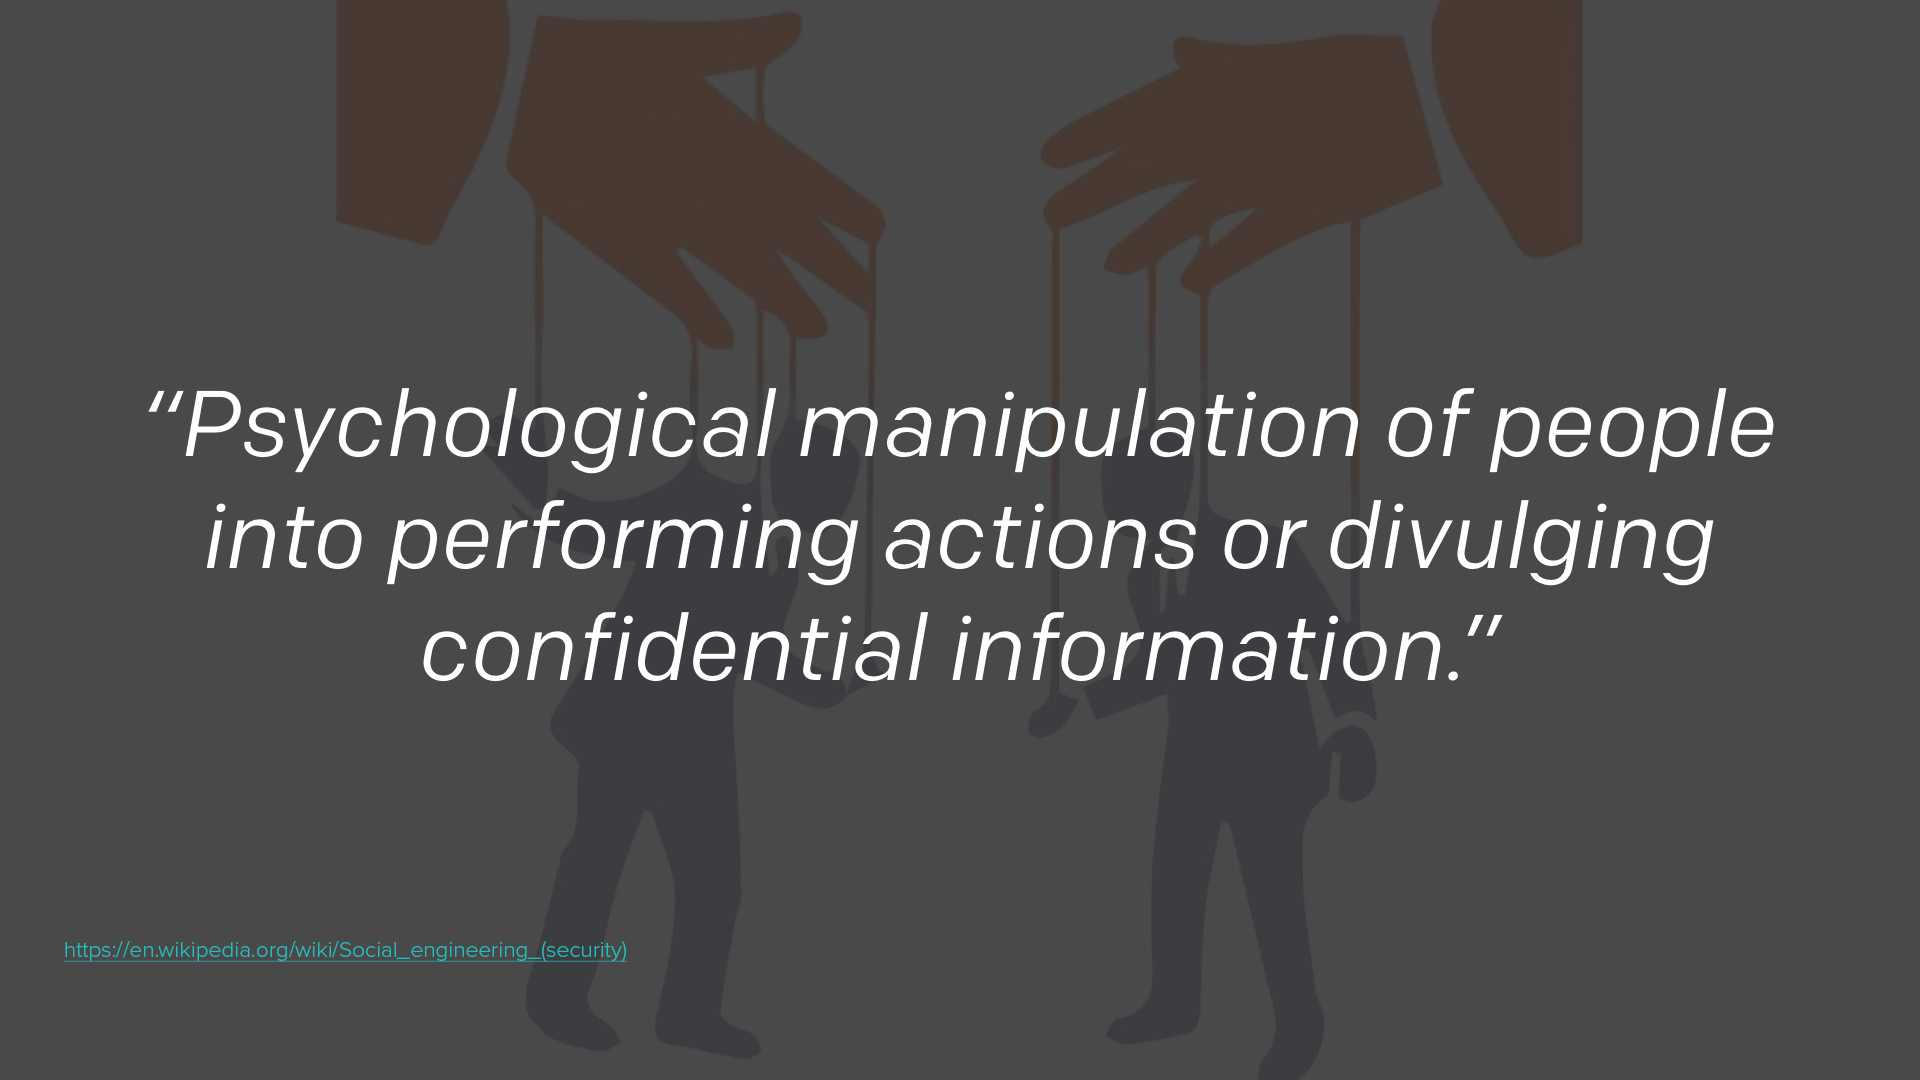 “Psychological manipulation of people
into performing actions or divulging
confidential information.”
https://en.wikipedia.org/wiki/Social_engineering_(security)